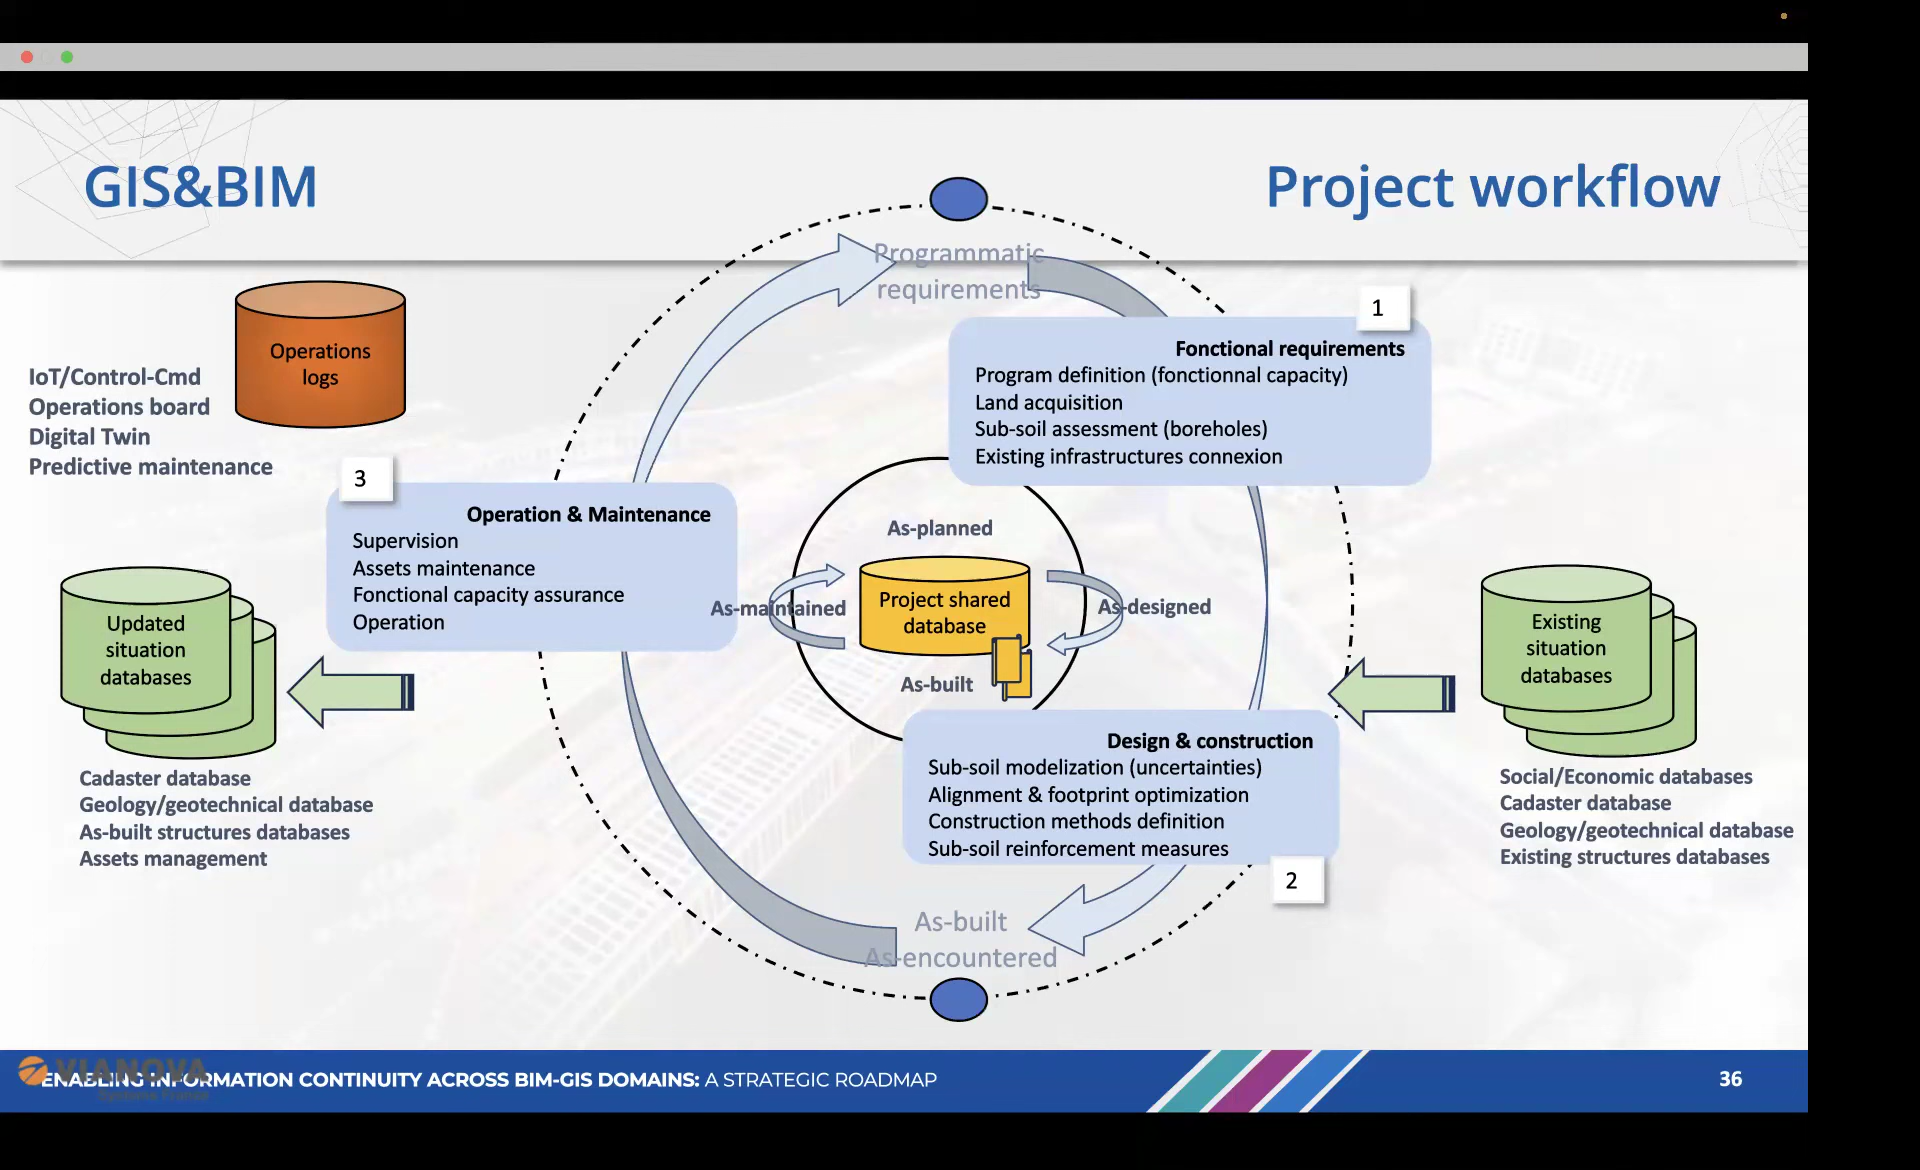 GIS&BIM
Project workflow
Programmatic
requirements
1
Fonctional requirements
Program definition (fonctionnal capacity)
Land acquisition
Sub-soil assessment (boreholes)
Existing infrastructures connexion
Operations
logs
IoT/Control-Cmd
Operations board
Digital Twin
Predictive maintenance
3
Operation & Maintenance
Supervision
Assets maintenance
Fonctional capacity assurance
Operation
As-planned
As-maintained
Project shared
database
As-designed
As-built
Updated
situation
databases
Cadaster database
Geology/geotechnical database
As-built structures databases
Assets management
Existing
situation
databases
Social/Economic databases
Cadaster database
Geology/geotechnical database
Existing structures databases
Design & construction
Sub-soil modelization (uncertainties)
Alignment & footprint optimization
Construction methods definition
Sub-soil reinforcement measures
2
As-built
As-encountered
VIANOVA
ENABLING INFORMATION CONTINUITY ACROSS BIM-GIS DOMAINS: A STRATEGIC ROADMAP
36